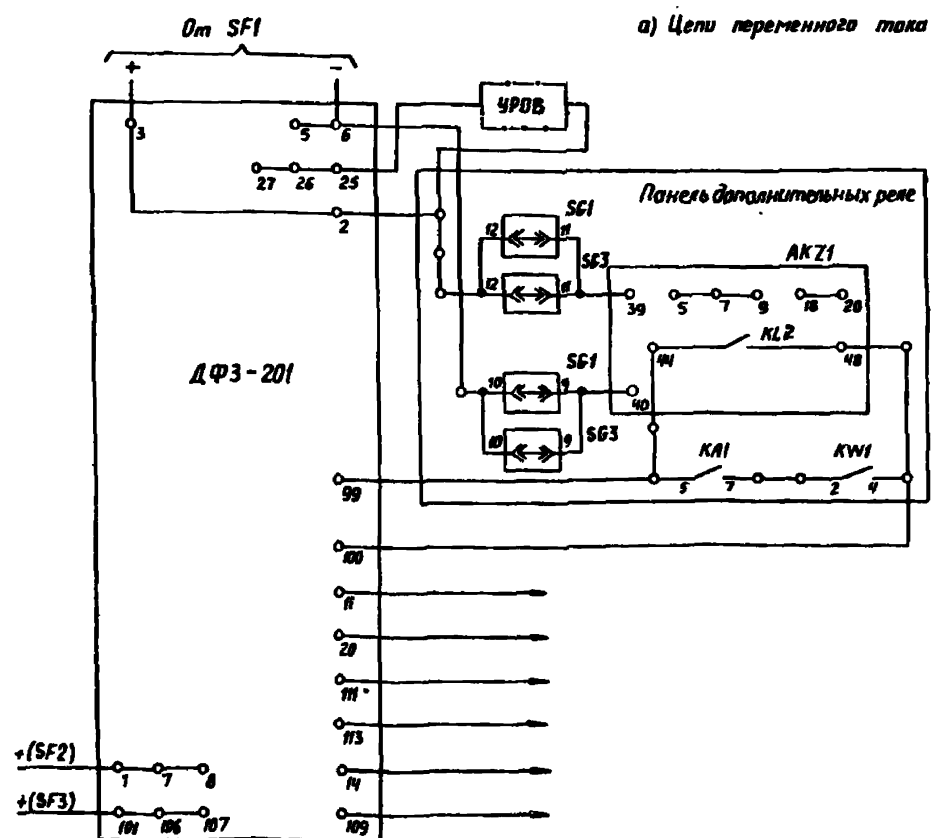 От SF1
а) Цепи переменного тока
+ -
УРОВ
3 5 6
27 26 25
Панель дополнительных реле
2
SG1
12 11
AKZ1
SG3
12 11
39 5 7 9 18 20
KL2
44 48
ДФЗ-201
SG1
10 9
40
SG3
10 9
KA1 KW1
99
5 7 2 4
100
11
20
111
113
+(SF2)
1 7 8
14
+(SF3)
101 106 107
109